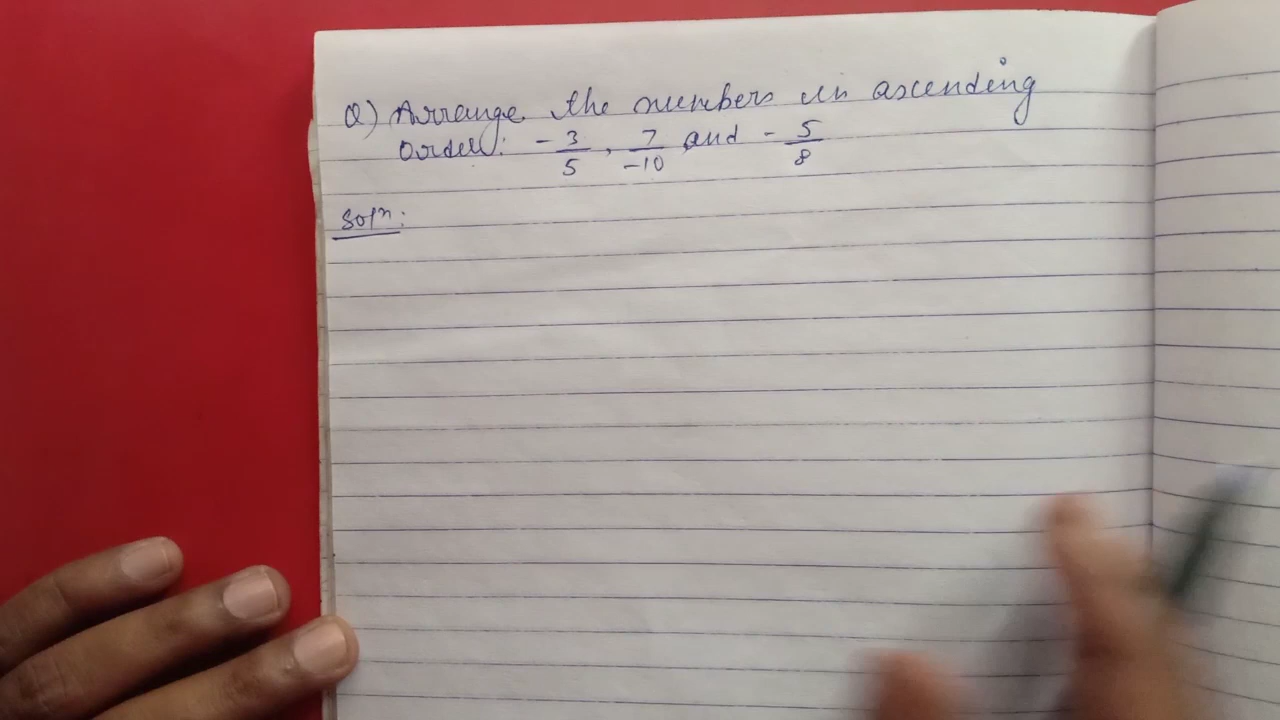 Q) Arrange the numbers in ascending
order: -3/5, 7/-10 and -5/8
Soln: